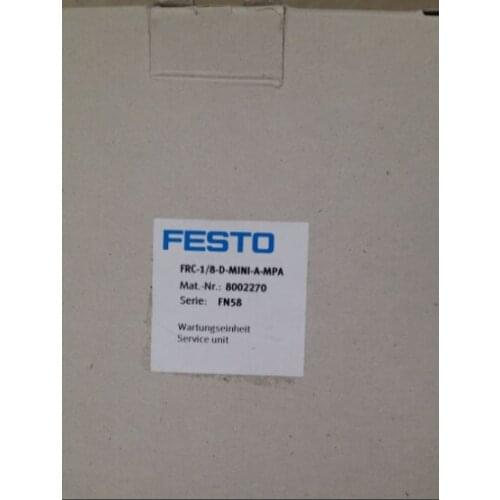 FESTO
FRC-1/8-D-MINI-A-MPA
Mat.-Nr.: 8002270
Serie: FN58
Wartungseinheit
Service unit